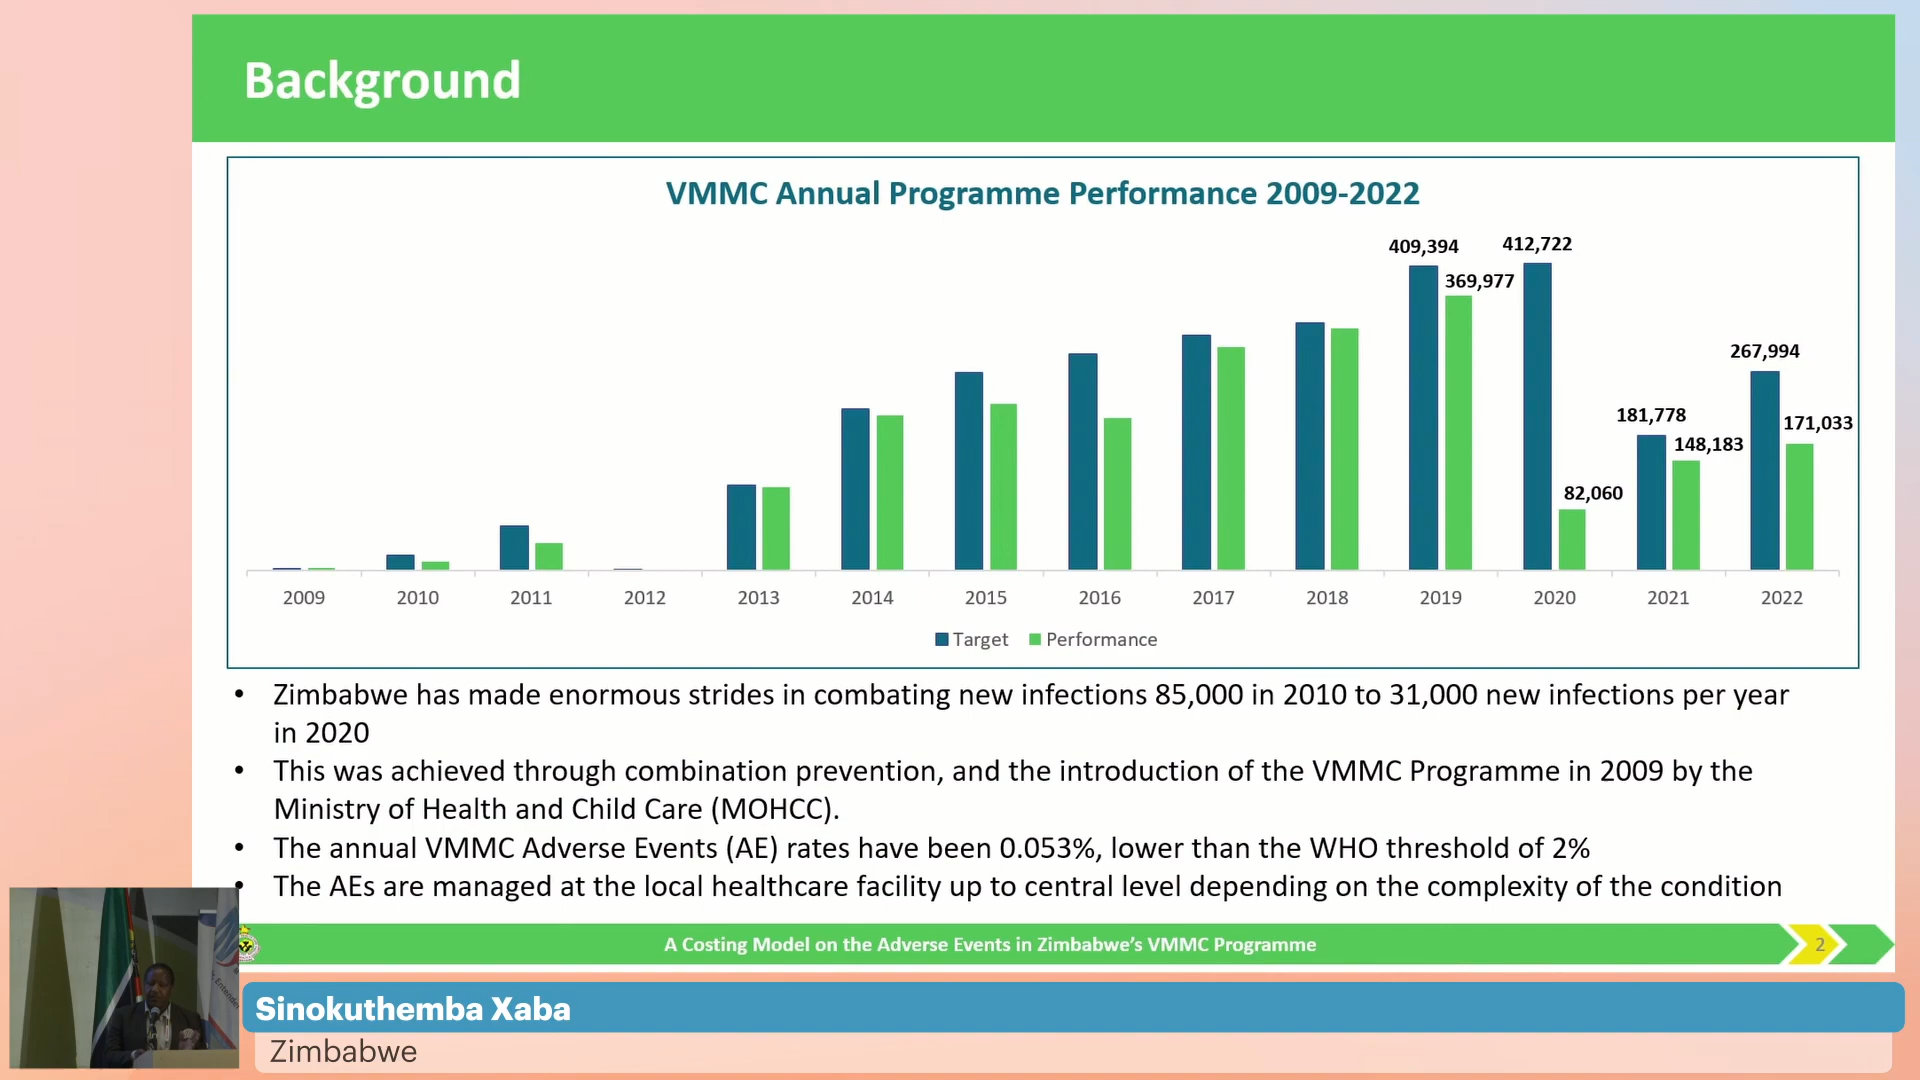 Background
VMMC Annual Programme Performance 2009-2022
409,394
412,722
369,977
267,994
181,778
171,033
148,183
82,060
2009 2010 2011 2012 2013 2014 2015 2016 2017 2018 2019 2020 2021 2022
Target Performance
• Zimbabwe has made enormous strides in combating new infections 85,000 in 2010 to 31,000 new infections per year
in 2020
• This was achieved through combination prevention, and the introduction of the VMMC Programme in 2009 by the
Ministry of Health and Child Care (MOHCC).
• The annual VMMC Adverse Events (AE) rates have been 0.053%, lower than the WHO threshold of 2%
• The AEs are managed at the local healthcare facility up to central level depending on the complexity of the condition
A Costing Model on the Adverse Events in Zimbabwe's VMMC Programme
2
Sinokuthemba Xaba
Zimbabwe